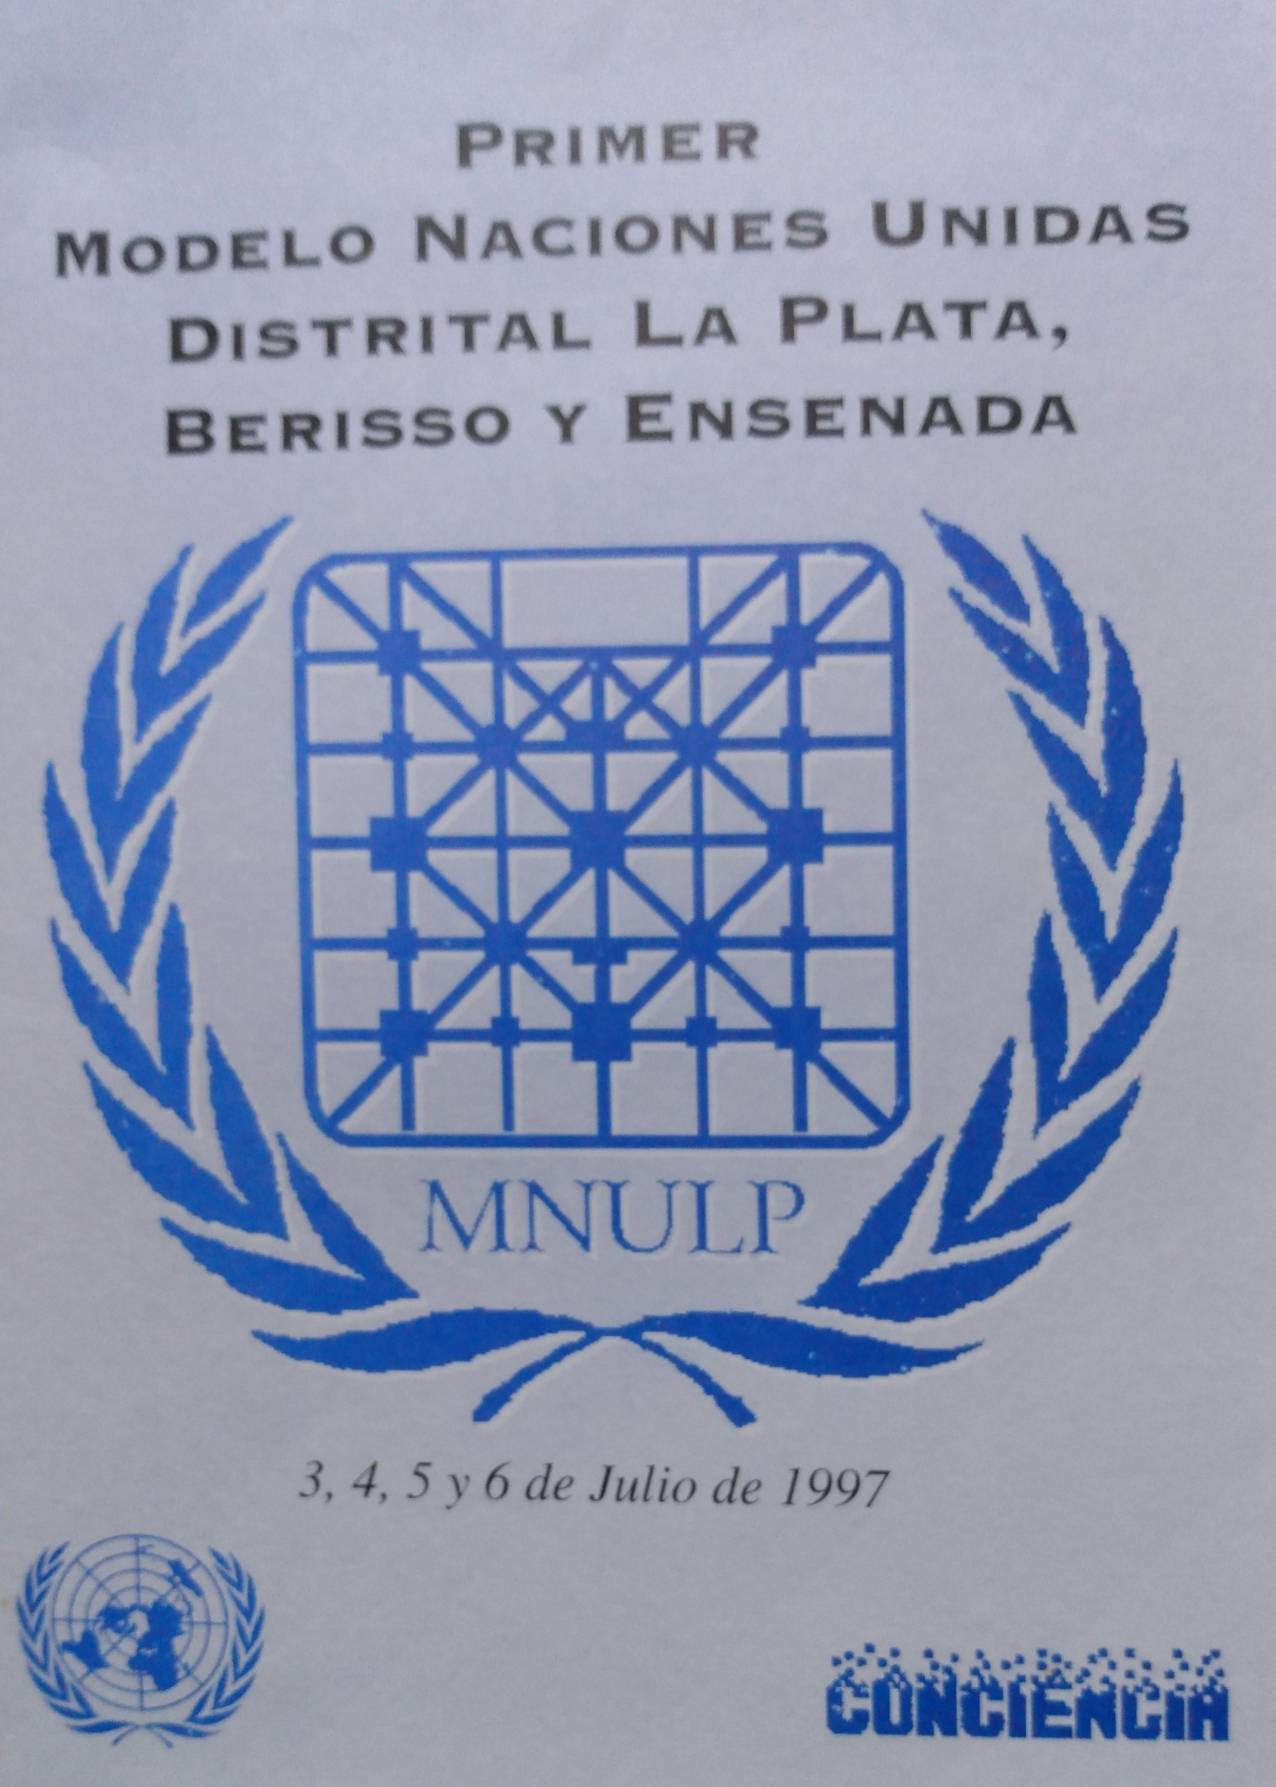 PRIMER
MODELO NACIONES UNIDAS
DISTRITAL LA PLATA,
BERISSO Y ENSENADA
MNULP
3, 4, 5 y 6 de Julio de 1997
CONCIENCIA